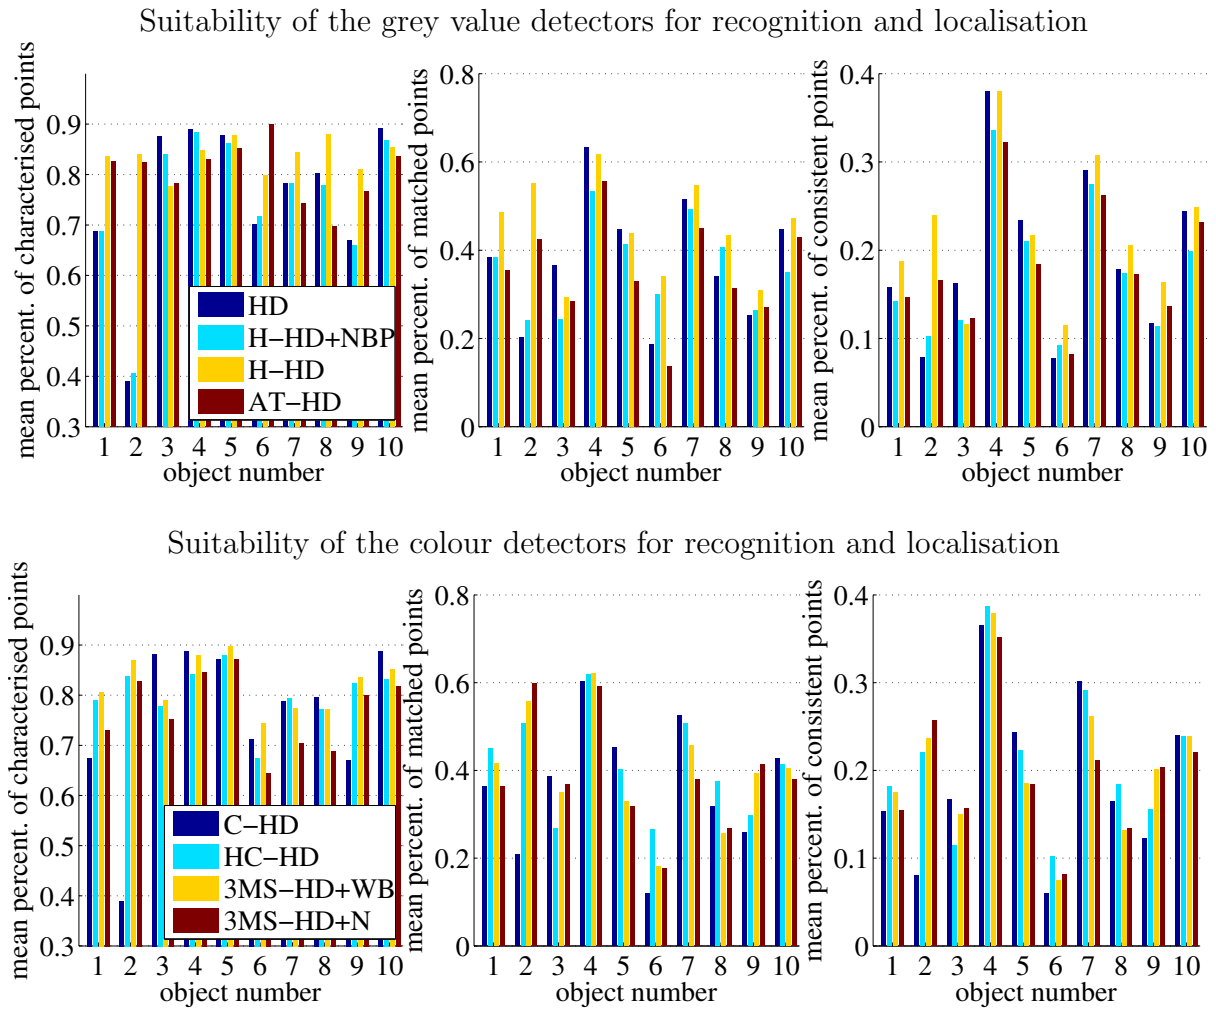 Suitability of the grey value detectors for recognition and localisation
mean percent. of characterised points
0.9
0.8
0.7
0.6
0.5
0.4
0.3
1 2 3 4 5 6 7 8 9 10
object number
HD
H−HD+NBP
H−HD
AT−HD
mean percent. of matched points
0.8
0.6
0.4
0.2
0
1 2 3 4 5 6 7 8 9 10
object number
mean percent. of consistent points
0.4
0.3
0.2
0.1
0
1 2 3 4 5 6 7 8 9 10
object number
Suitability of the colour detectors for recognition and localisation
mean percent. of characterised points
0.9
0.8
0.7
0.6
0.5
0.4
0.3
1 2 3 4 5 6 7 8 9 10
object number
C−HD
HC−HD
3MS−HD+WB
3MS−HD+N
mean percent. of matched points
0.8
0.6
0.4
0.2
0
1 2 3 4 5 6 7 8 9 10
object number
mean percent. of consistent points
0.4
0.3
0.2
0.1
0
1 2 3 4 5 6 7 8 9 10
object number